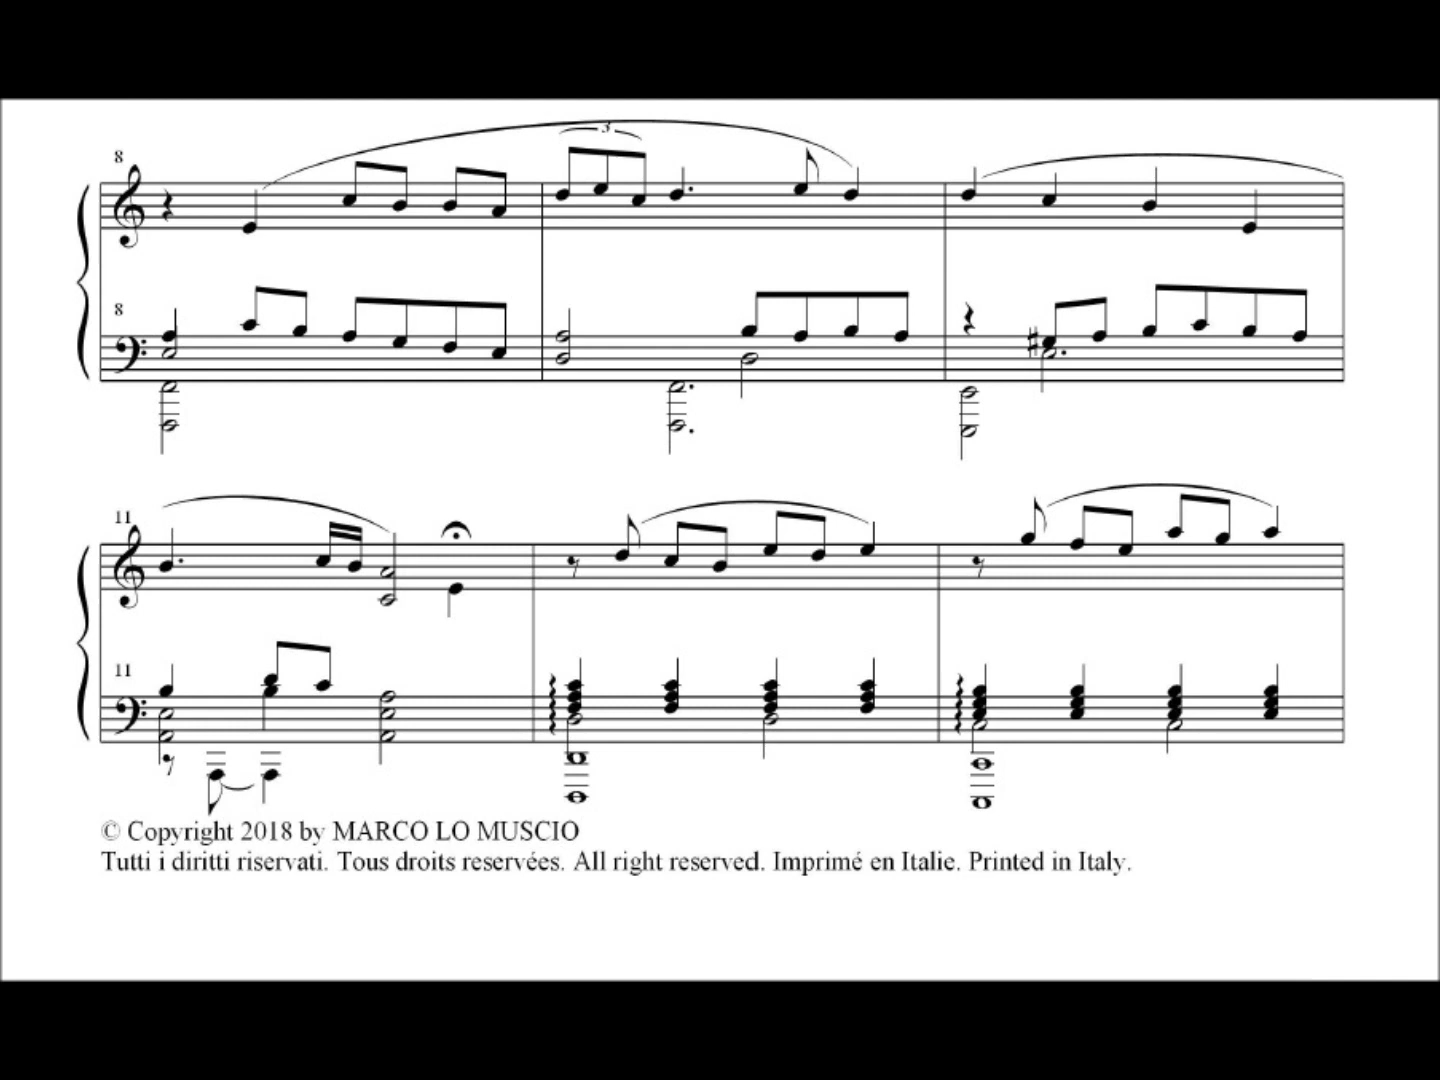 8
3
8
11
11
© Copyright 2018 by MARCO LO MUSCIO
Tutti i diritti riservati. Tous droits reservées. All right reserved. Imprimé en Italie. Printed in Italy.